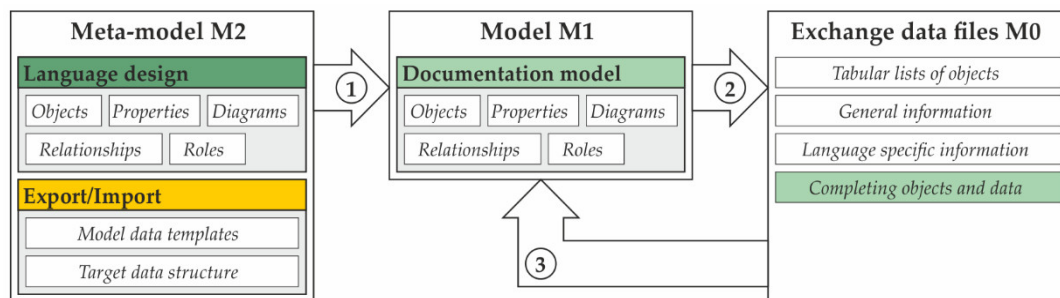 Meta-model M2
Language design
Objects Properties Diagrams
Relationships Roles
Export/Import
Model data templates
Target data structure
1
Model M1
Documentation model
Objects Properties Diagrams
Relationships Roles
2
Exchange data files M0
Tabular lists of objects
General information
Language specific information
Completing objects and data
3